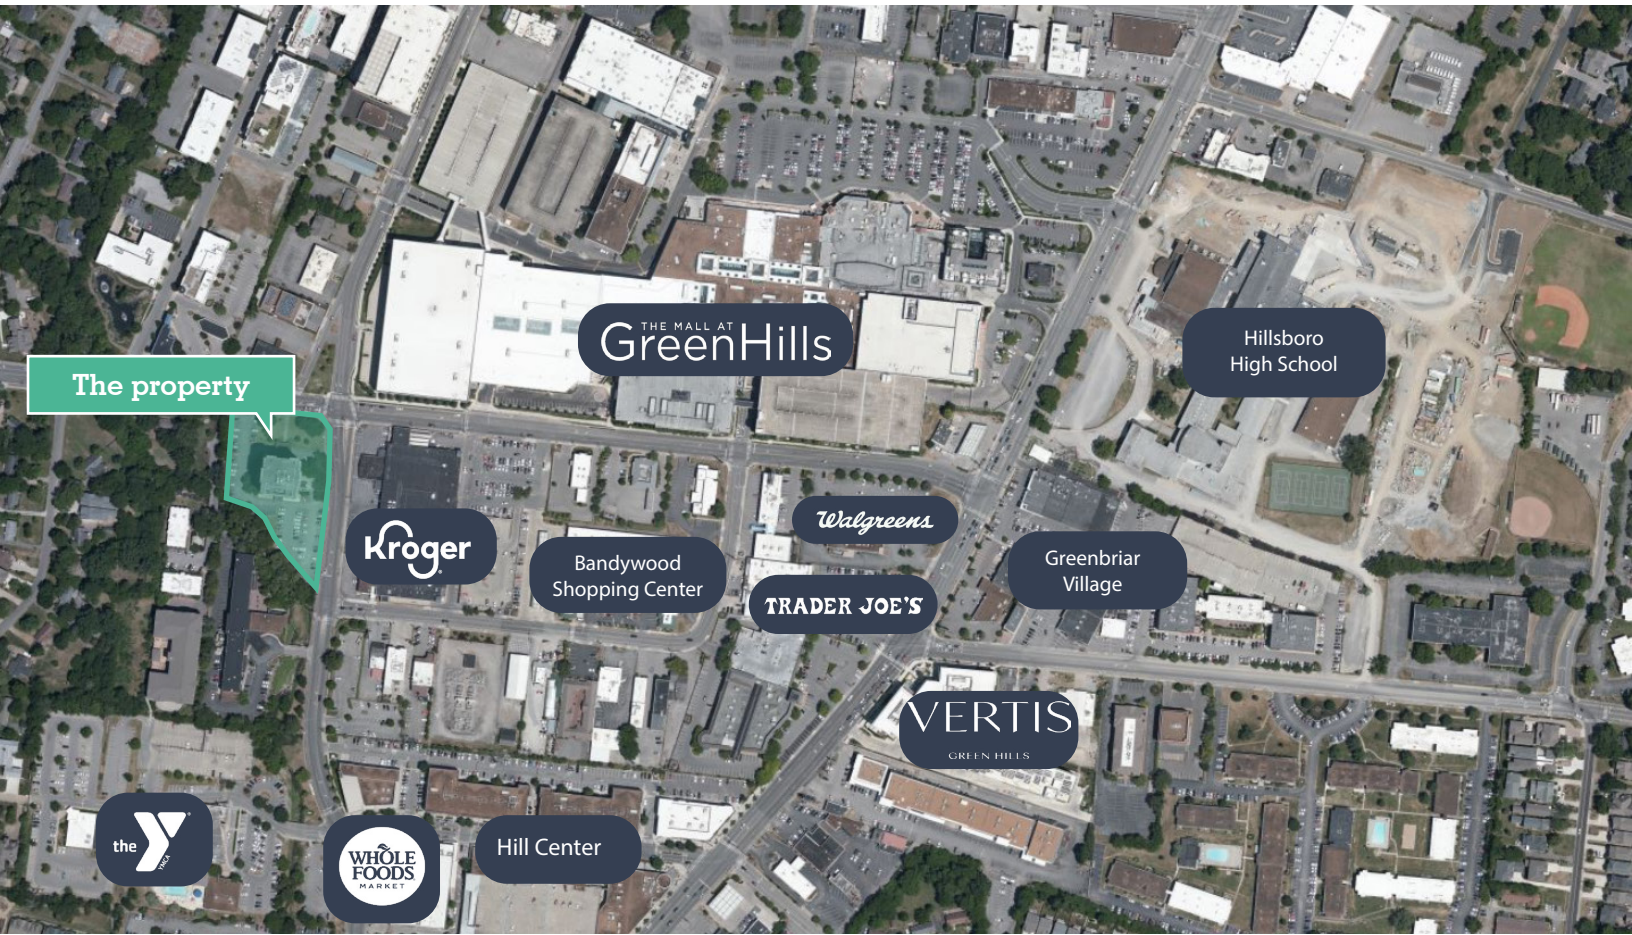 THE MALL AT
GreenHills
Hillsboro
High School
The property
Walgreens
Kroger
Bandywood
Shopping Center
Greenbriar
Village
TRADER JOE'S
VERTIS
GREEN HILLS
the Y
YMCA
WHOLE
FOODS
MARKET
Hill Center